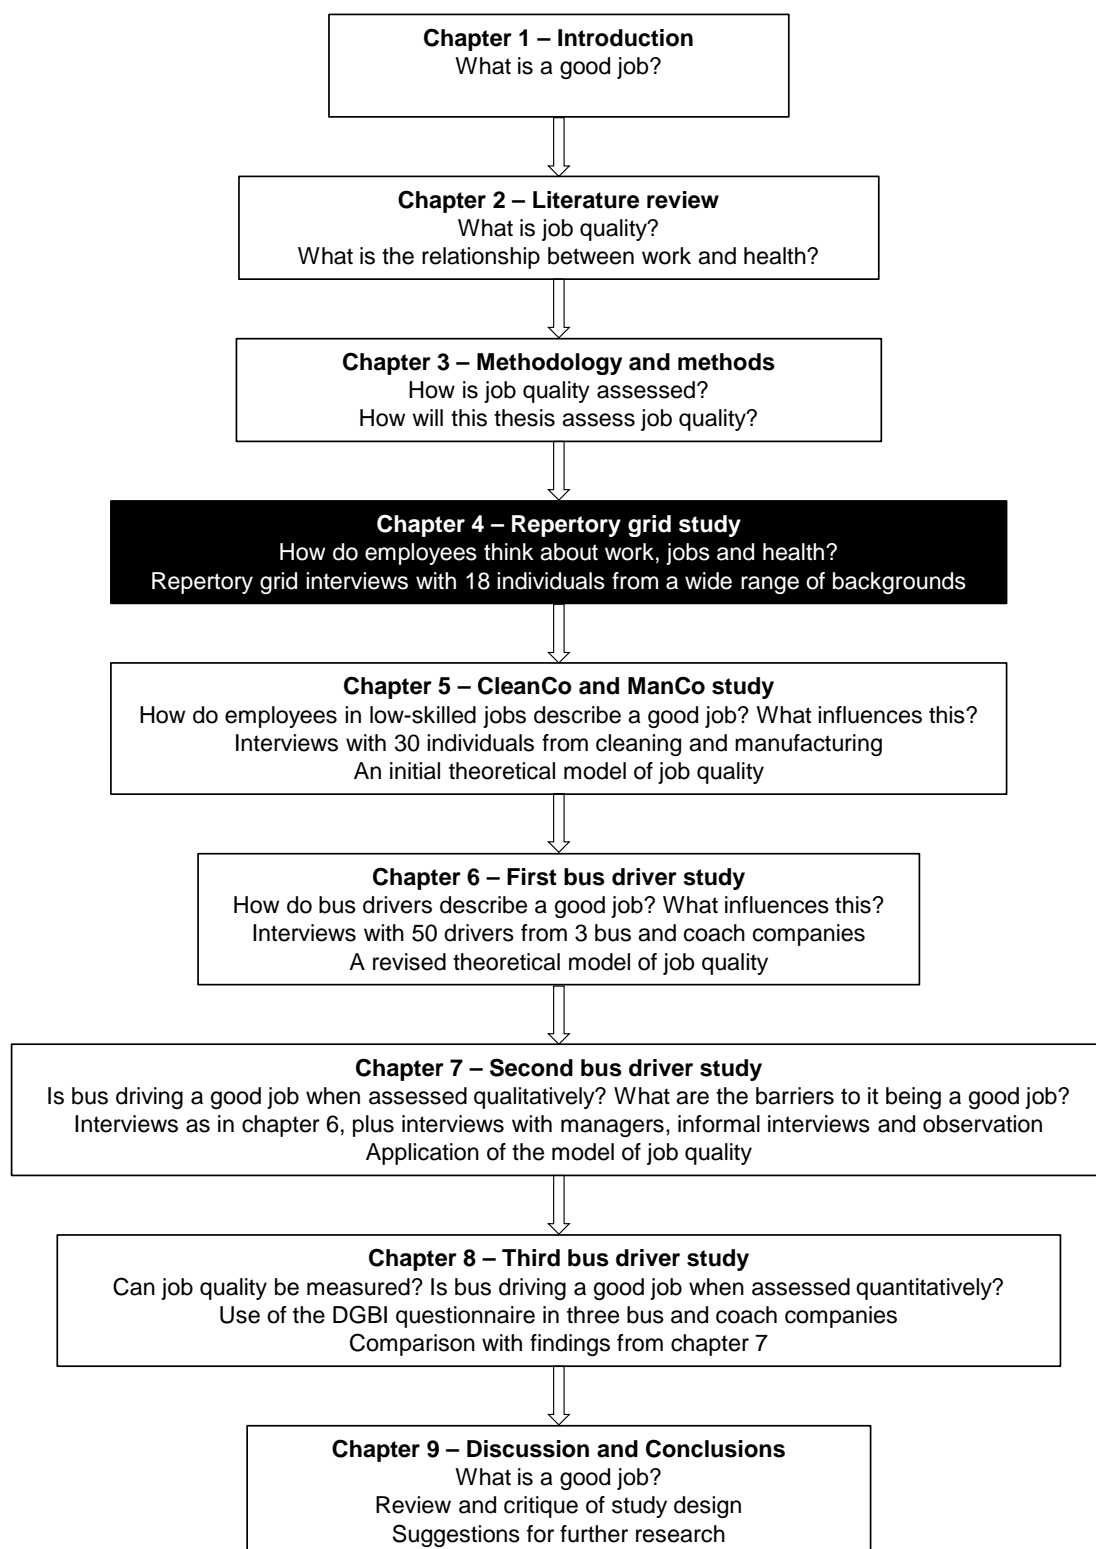 Chapter 1 – Introduction
What is a good job?
Chapter 2 – Literature review
What is job quality?
What is the relationship between work and health?
Chapter 3 – Methodology and methods
How is job quality assessed?
How will this thesis assess job quality?
Chapter 4 – Repertory grid study
How do employees think about work, jobs and health?
Repertory grid interviews with 18 individuals from a wide range of backgrounds
Chapter 5 – CleanCo and ManCo study
How do employees in low-skilled jobs describe a good job? What influences this?
Interviews with 30 individuals from cleaning and manufacturing
An initial theoretical model of job quality
Chapter 6 – First bus driver study
How do bus drivers describe a good job? What influences this?
Interviews with 50 drivers from 3 bus and coach companies
A revised theoretical model of job quality
Chapter 7 – Second bus driver study
Is bus driving a good job when assessed qualitatively? What are the barriers to it being a good job?
Interviews as in chapter 6, plus interviews with managers, informal interviews and observation
Application of the model of job quality
Chapter 8 – Third bus driver study
Can job quality be measured? Is bus driving a good job when assessed quantitatively?
Use of the DGBI questionnaire in three bus and coach companies
Comparison with findings from chapter 7
Chapter 9 – Discussion and Conclusions
What is a good job?
Review and critique of study design
Suggestions for further research